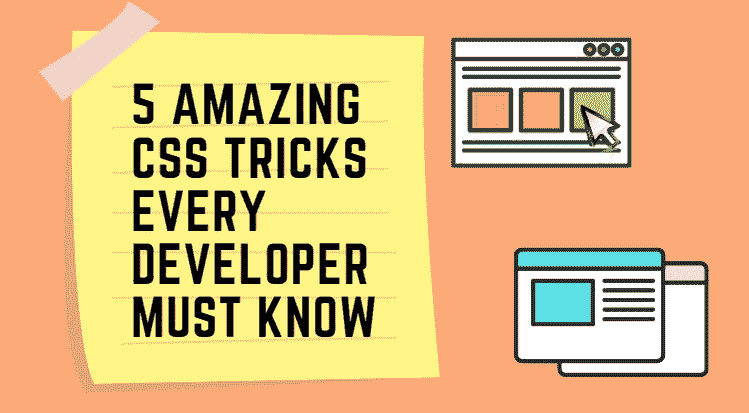 5 AMAZING
CSS TRICKS
EVERY
DEVELOPER
MUST KNOW